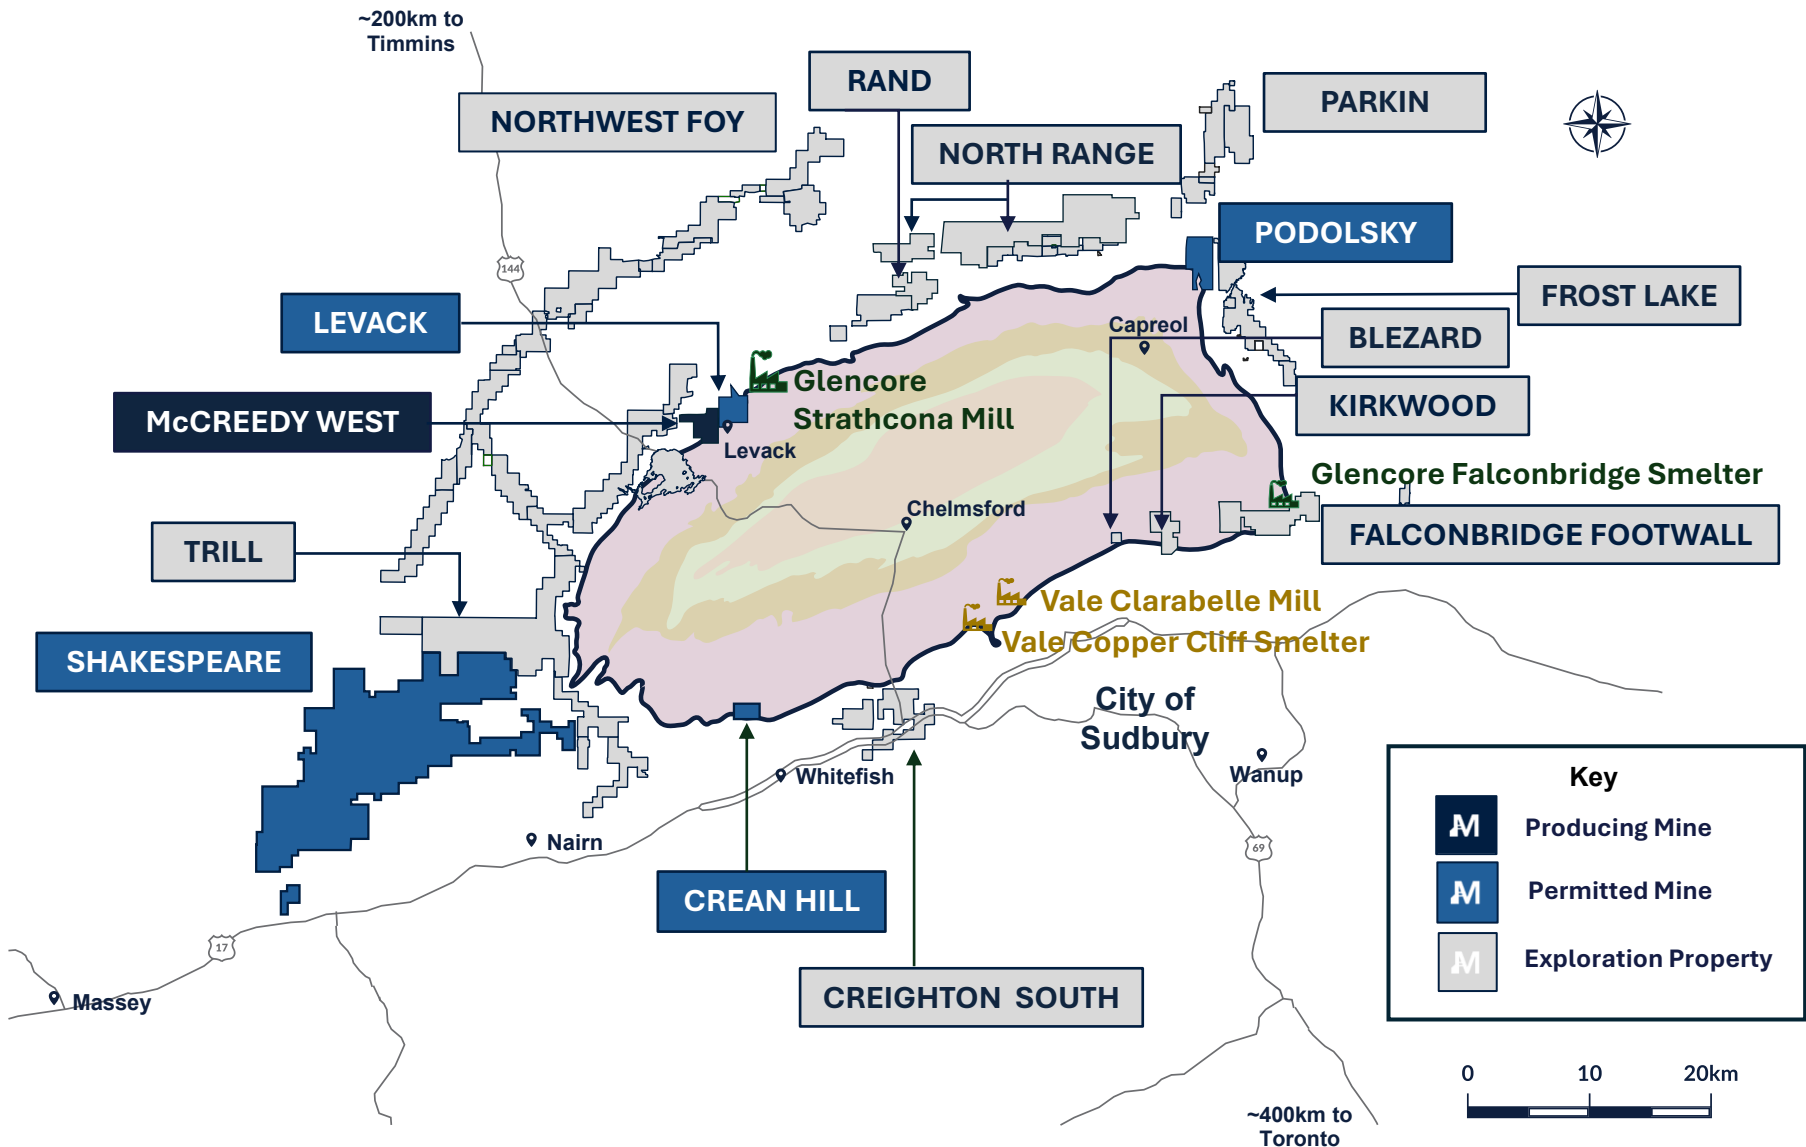 ~200km to
Timmins
RAND
PARKIN
NORTHWEST FOY
NORTH RANGE
PODOLSKY
144
FROST LAKE
LEVACK
Capreol
BLEZARD
Glencore
Strathcona Mill
KIRKWOOD
McCREEDY WEST
Levack
Glencore Falconbridge Smelter
Chelmsford
FALCONBRIDGE FOOTWALL
TRILL
Vale Clarabelle Mill
Vale Copper Cliff Smelter
SHAKESPEARE
City of
Sudbury
Whitefish
Wanup
Key
M Producing Mine
Nairn
69
M Permitted Mine
CREAN HILL
17
M Exploration Property
Massey
CREIGHTON SOUTH
0 10 20km
~400km to
Toronto